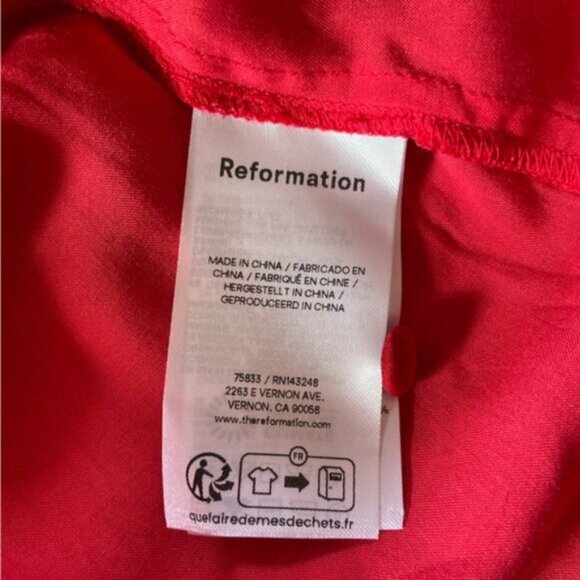 Reformation
MADE IN CHINA / FABRICADO EN
CHINA / FABRIQUÉ EN CHINE /
HERGESTELLT IN CHINA /
GEPRODUCEERD IN CHINA
75833 / RN143246
2263 E VERNON AVE.
VERNON, CA 90058
www.thereformation.com
%
FR
quefairedemesdechets.fr